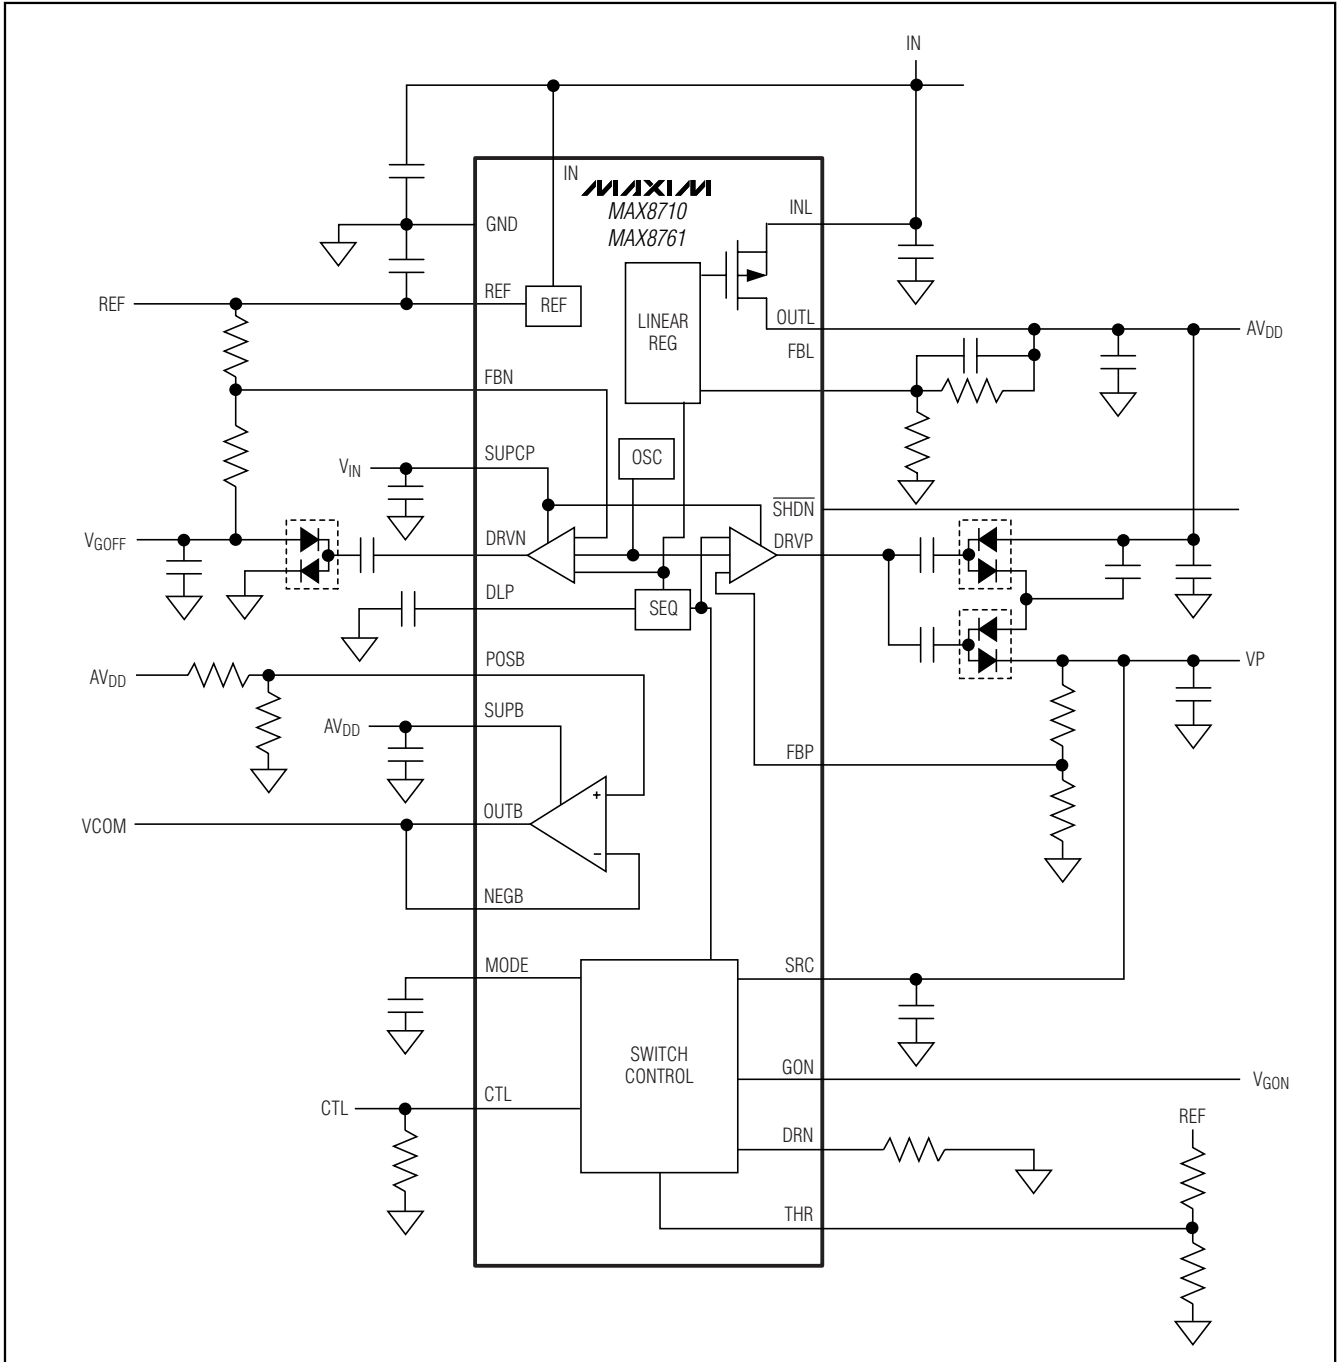 IN
IN
MAXIM
MAX8710
MAX8761
INL
GND
REF
REF
REF
LINEAR
REG
OUTL
AVDD
FBL
FBN
SUPCP
VIN
OSC
SHDN
VGOFF
DRVN
DRVP
DLP
SEQ
POSB
AVDD
VP
SUPB
AVDD
FBP
+
OUTB
VCOM
−
NEGB
MODE
SRC
SWITCH
CONTROL
GON
VGON
CTL
CTL
REF
DRN
THR